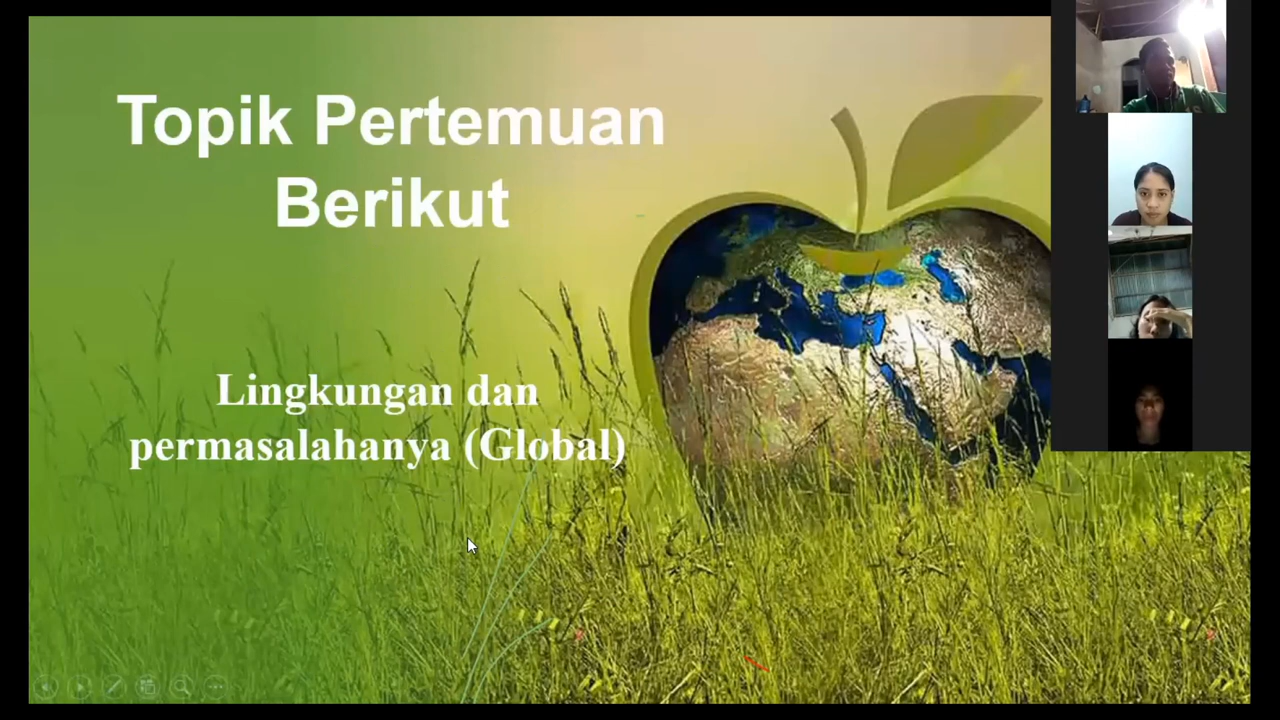 Topik Pertemuan
Berikut
Lingkungan dan
permasalahanya (Global)